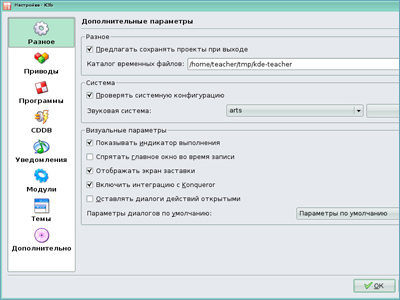 Настройка - K3b
Разное
Приводы
Программы
CDDB
Уведомления
Модули
Темы
Дополнительно
Дополнительные параметры
Разное
Предлагать сохранять проекты при выходе
Каталог временных файлов: /home/teacher/tmp/kde-teacher
Система
Проверять системную конфигурацию
Звуковая система: arts
Визуальные параметры
Показывать индикатор выполнения
Спрятать главное окно во время записи
Отображать экран заставки
Включить интеграцию с Konqueror
Оставлять диалоги действий открытыми
Параметры диалогов по умолчанию: Параметры по умолчанию
OK